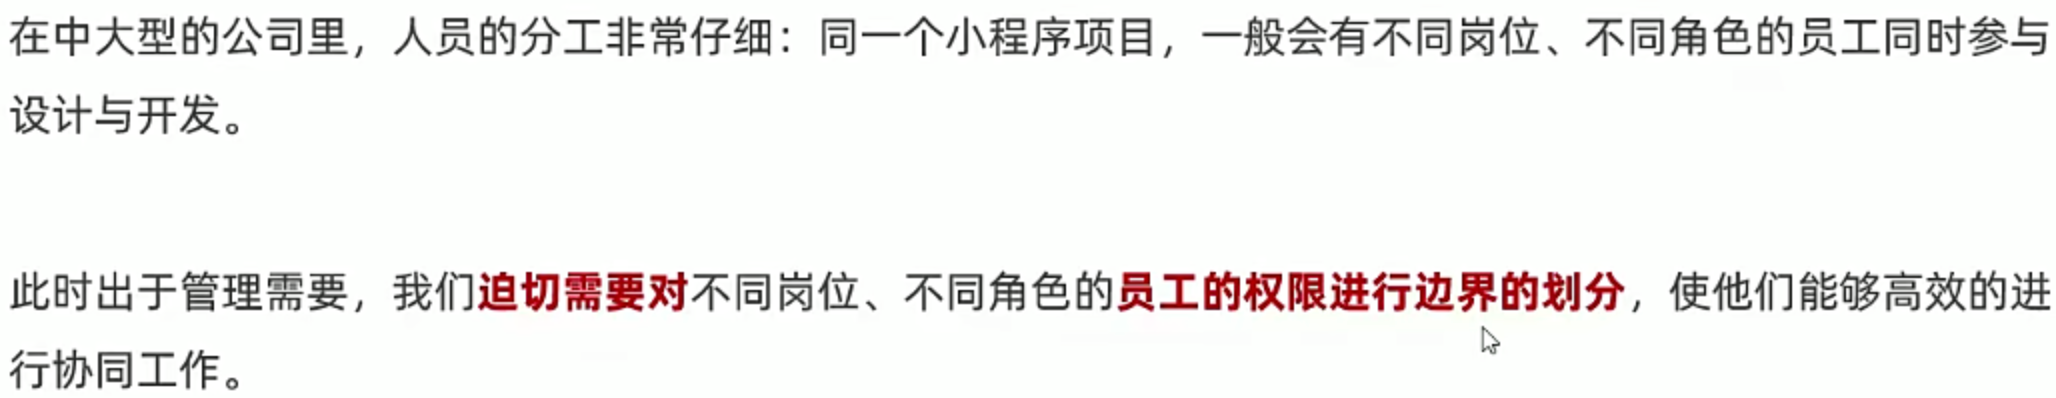 在中大型的公司里，人员的分工非常仔细：同一个小程序项目，一般会有不同岗位、不同角色的员工同时参与
设计与开发。
此时出于管理需要，我们迫切需要对不同岗位、不同角色的员工的权限进行边界的划分，使他们能够高效的进
行协同工作。